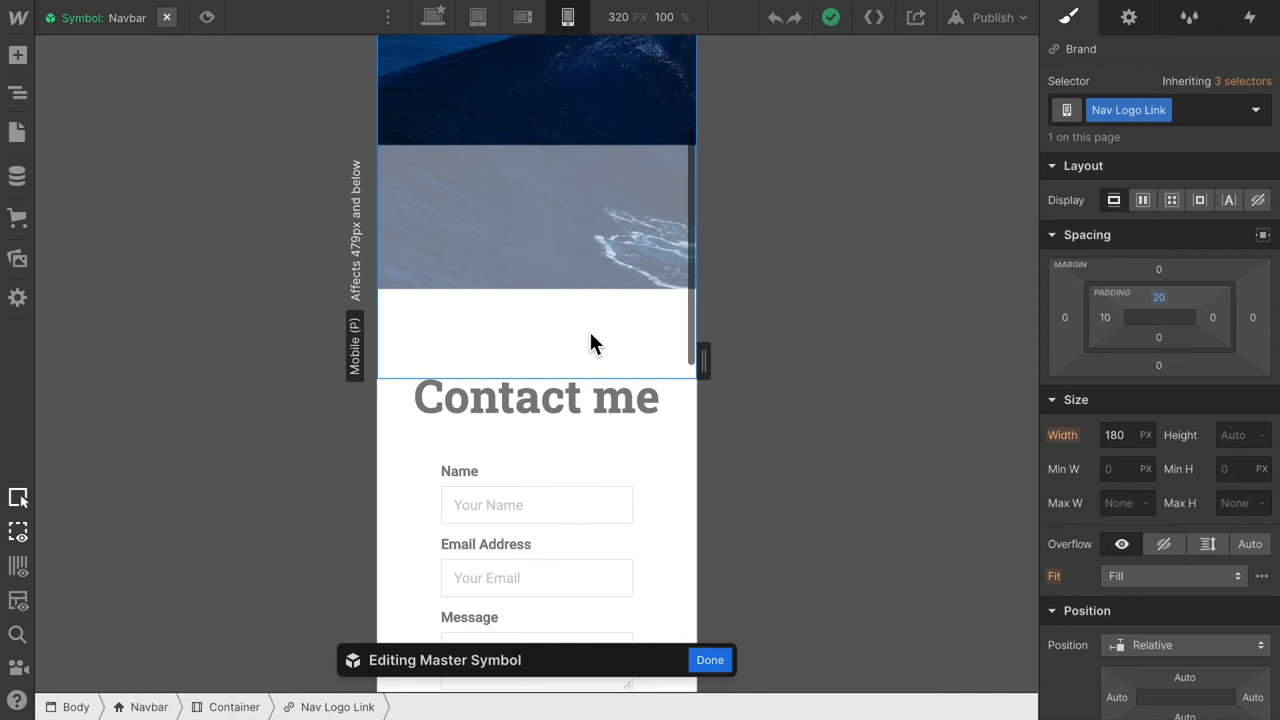 Symbol: Navbar
320 PX 100 %
Publish
Brand
Selector
Inheriting 3 selectors
Nav Logo Link
1 on this page
Layout
Display
Spacing
MARGIN
0
PADDING
20
0
10
0
0
0
0
Size
Width
180 PX
Height
Auto -
Min W
0 PX
Min H
0 PX
Max W
None -
Max H
None -
Overflow
Auto
Fit
Fill
Position
Position
Relative
Auto
Auto
Auto
Auto
Affects 479px and below
Mobile (P)
Contact me
Name
Your Name
Email Address
Your Email
Message
Editing Master Symbol
Done
Body
Navbar
Container
Nav Logo Link